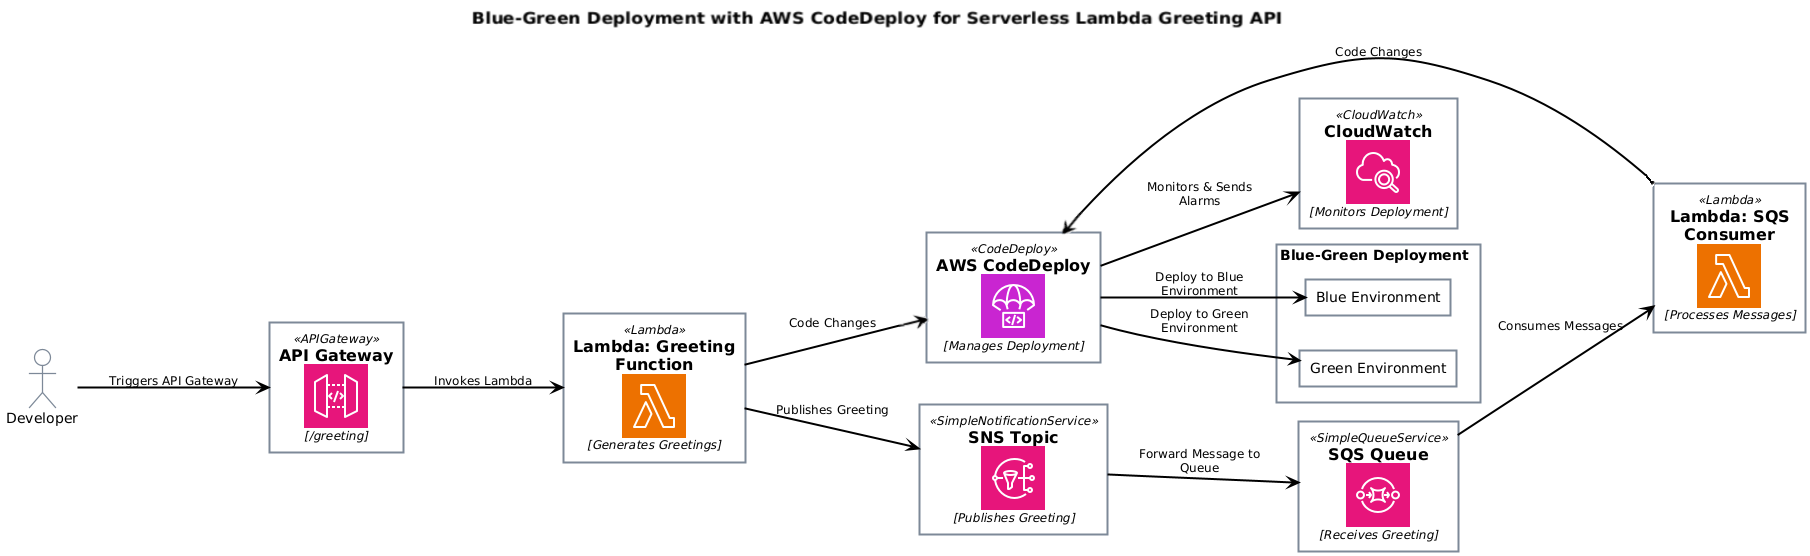 Blue-Green Deployment with AWS CodeDeploy for Serverless Lambda Greeting API
Developer
Triggers API Gateway
«APIGateway»
API Gateway
[/greeting]
Invokes Lambda
«Lambda»
Lambda: Greeting
Function
[Generates Greetings]
Code Changes
Publishes Greeting
«CodeDeploy»
AWS CodeDeploy
[Manages Deployment]
«SimpleNotificationService»
SNS Topic
[Publishes Greeting]
Code Changes
Monitors & Sends
Alarms
Deploy to Blue
Environment
Deploy to Green
Environment
Forward Message to
Queue
«CloudWatch»
CloudWatch
[Monitors Deployment]
Blue-Green Deployment
Blue Environment
Green Environment
«SimpleQueueService»
SQS Queue
[Receives Greeting]
Consumes Messages
«Lambda»
Lambda: SQS
Consumer
[Processes Messages]